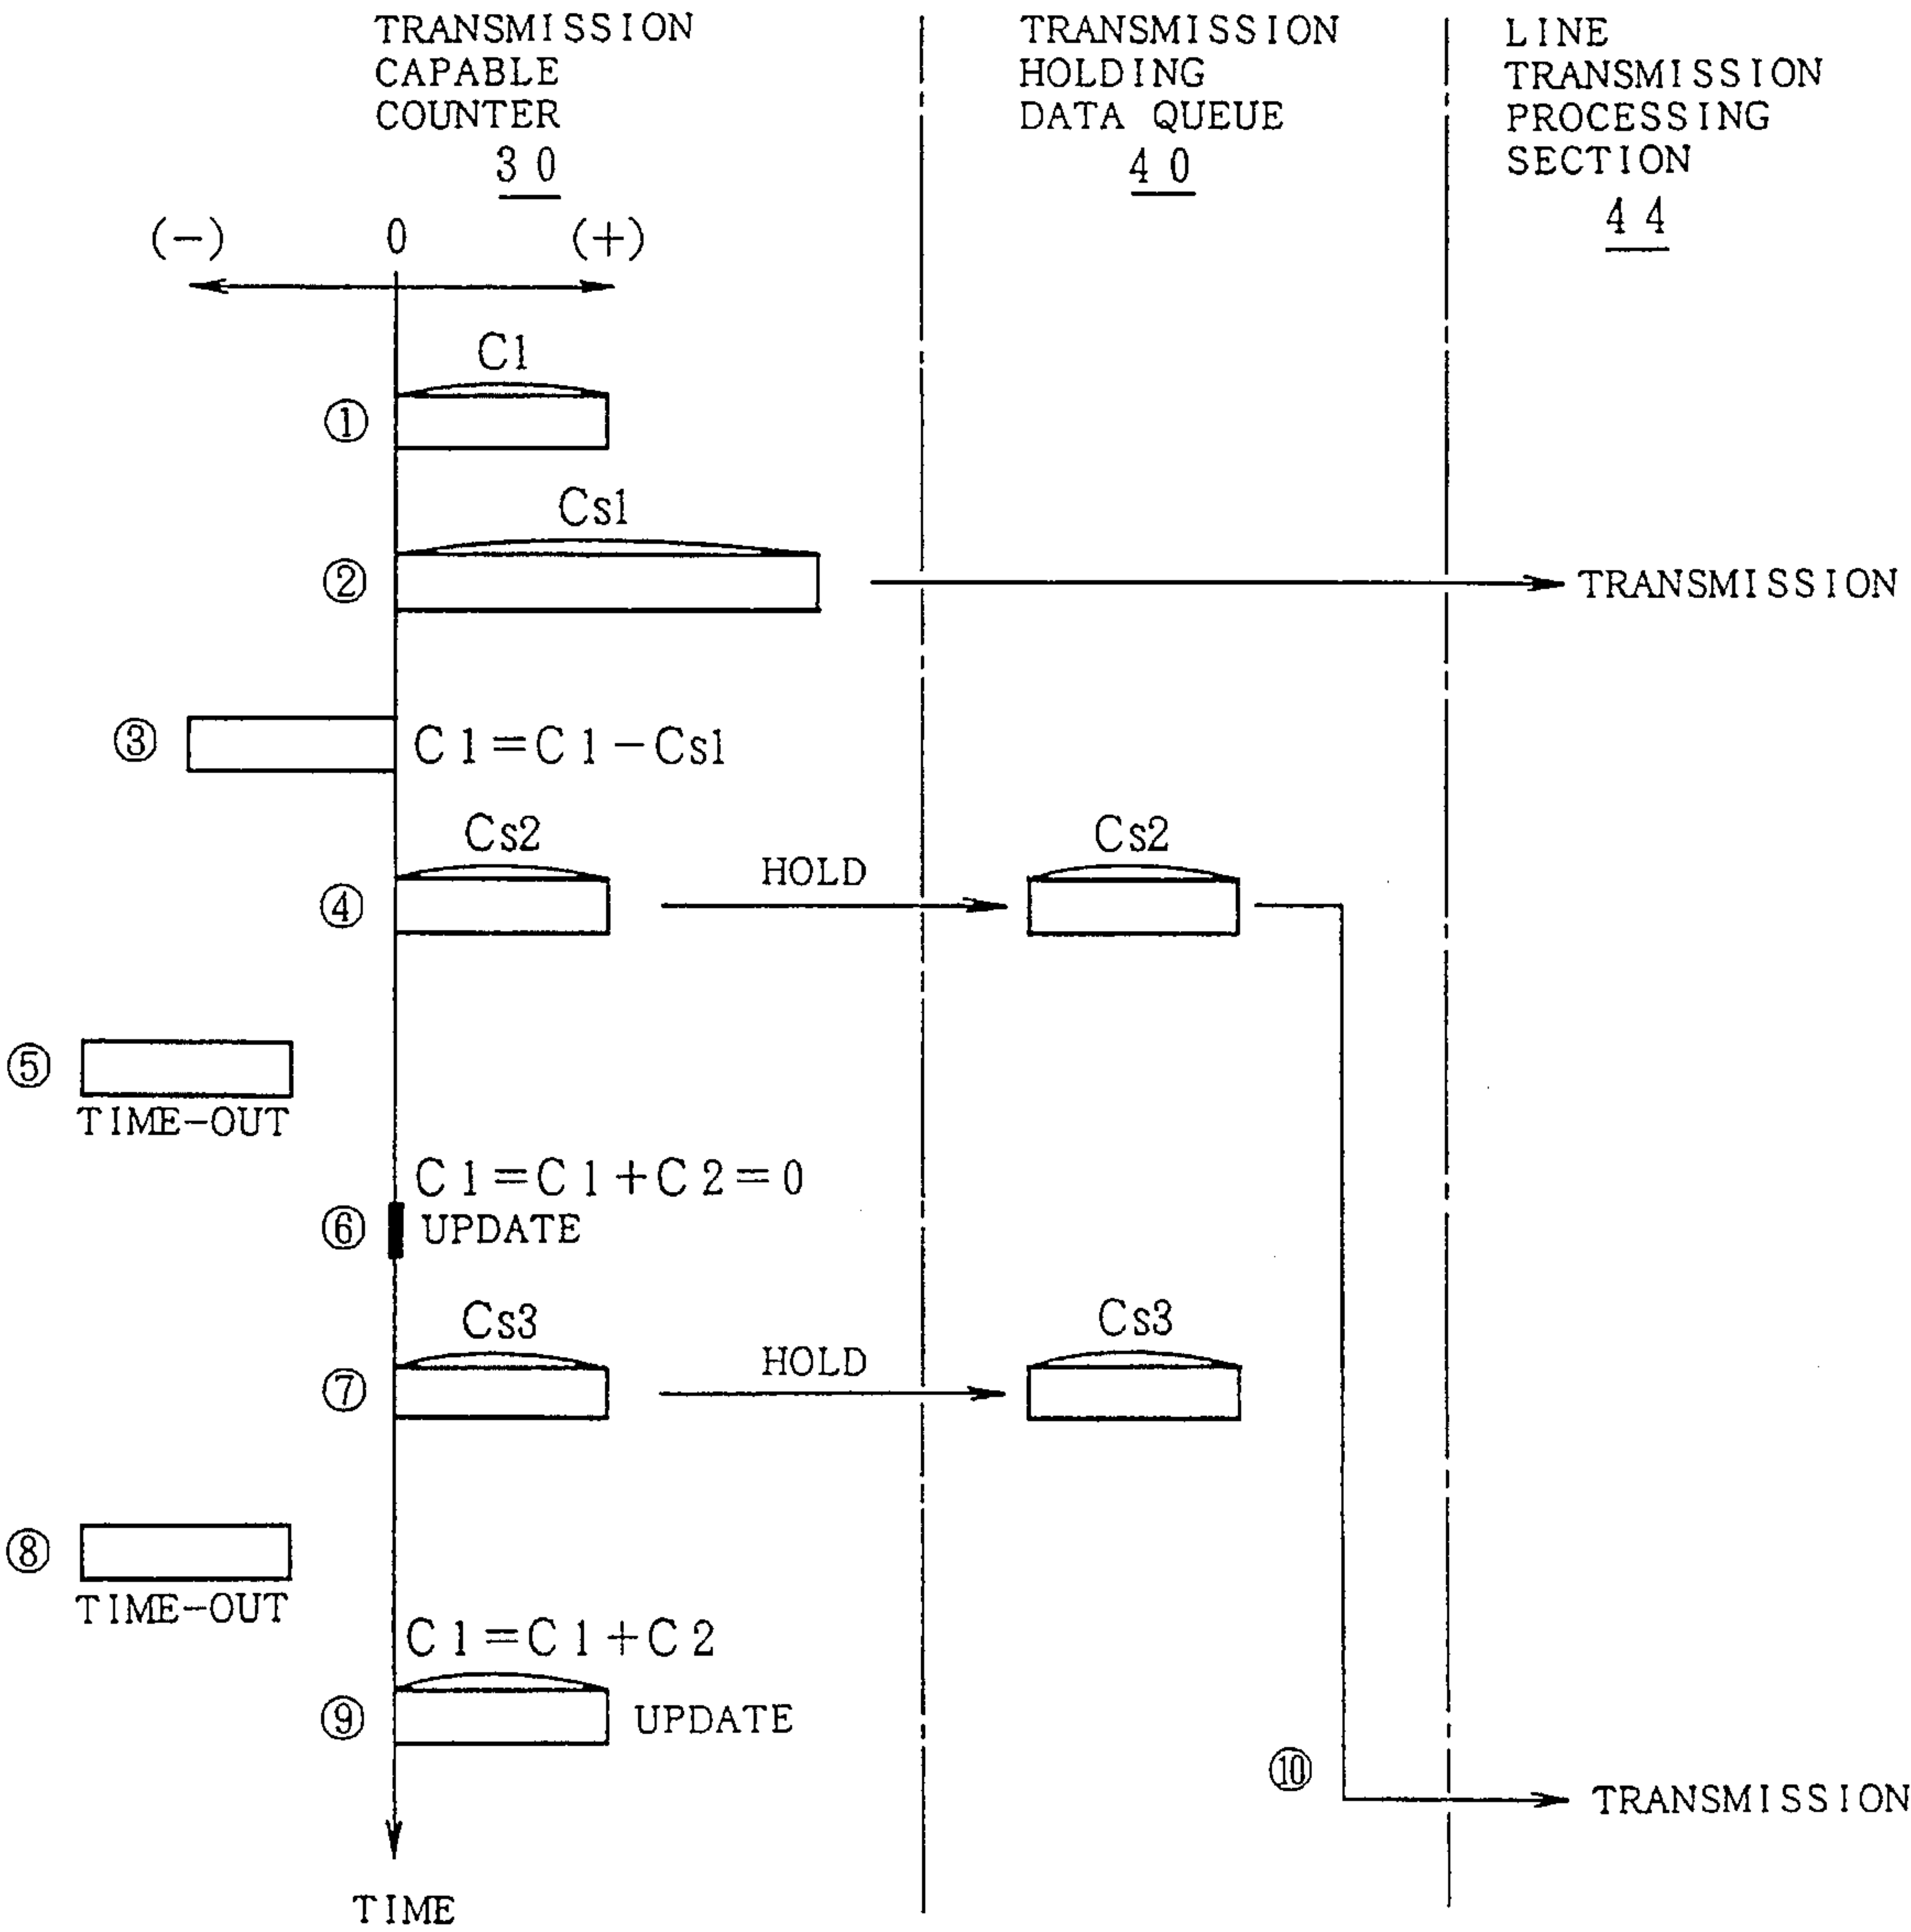 TRANSMISSION
CAPABLE
COUNTER
30
TRANSMISSION
HOLDING
DATA QUEUE
40
LINE
TRANSMISSION
PROCESSING
SECTION
44
(-) 0 (+)
C1
①
Cs1
② TRANSMISSION
③ C1=C1-Cs1
Cs2 Cs2
④ HOLD
⑤
TIME-OUT
C1=C1+C2=0
⑥ UPDATE
Cs3 Cs3
⑦ HOLD
⑧
TIME-OUT
C1=C1+C2
⑨ UPDATE
⑩ TRANSMISSION
TIME